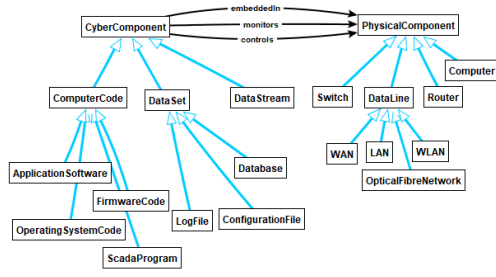 embeddedIn
CyberComponent
monitors
PhysicalComponent
controls
Computer
ComputerCode
DataSet
DataStream
Switch
DataLine
Router
WAN
LAN
WLAN
ApplicationSoftware
Database
OpticalFibreNetwork
FirmwareCode
LogFile
ConfigurationFile
OperatingSystemCode
ScadaProgram